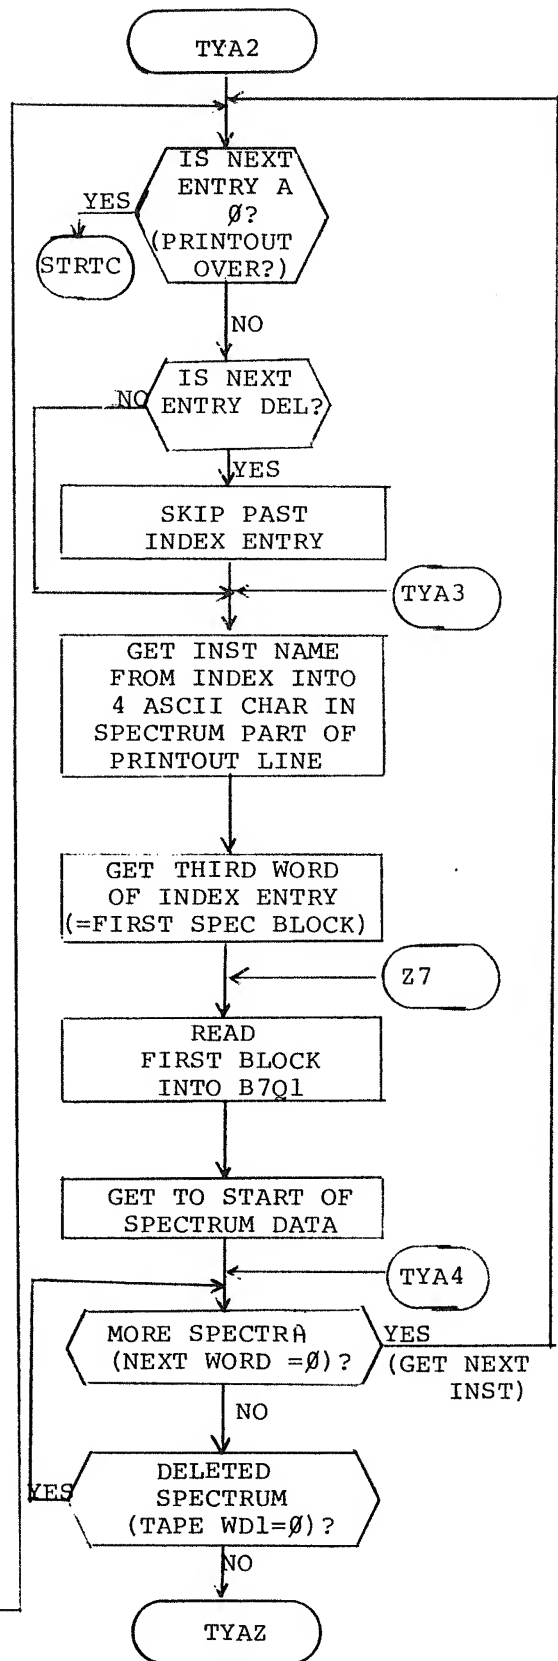 TYA2
IS NEXT
ENTRY A
Ø?
(PRINTOUT
OVER?)
YES
STRTC
NO
IS NEXT
ENTRY DEL?
NO
YES
SKIP PAST
INDEX ENTRY
TYA3
GET INST NAME
FROM INDEX INTO
4 ASCII CHAR IN
SPECTRUM PART OF
PRINTOUT LINE
GET THIRD WORD
OF INDEX ENTRY
(=FIRST SPEC BLOCK)
Z7
READ
FIRST BLOCK
INTO B7Q1
GET TO START OF
SPECTRUM DATA
TYA4
MORE SPECTRA
(NEXT WORD =Ø)?
YES
(GET NEXT
INST)
NO
DELETED
SPECTRUM
(TAPE WD1=Ø)?
YES
NO
TYAZ